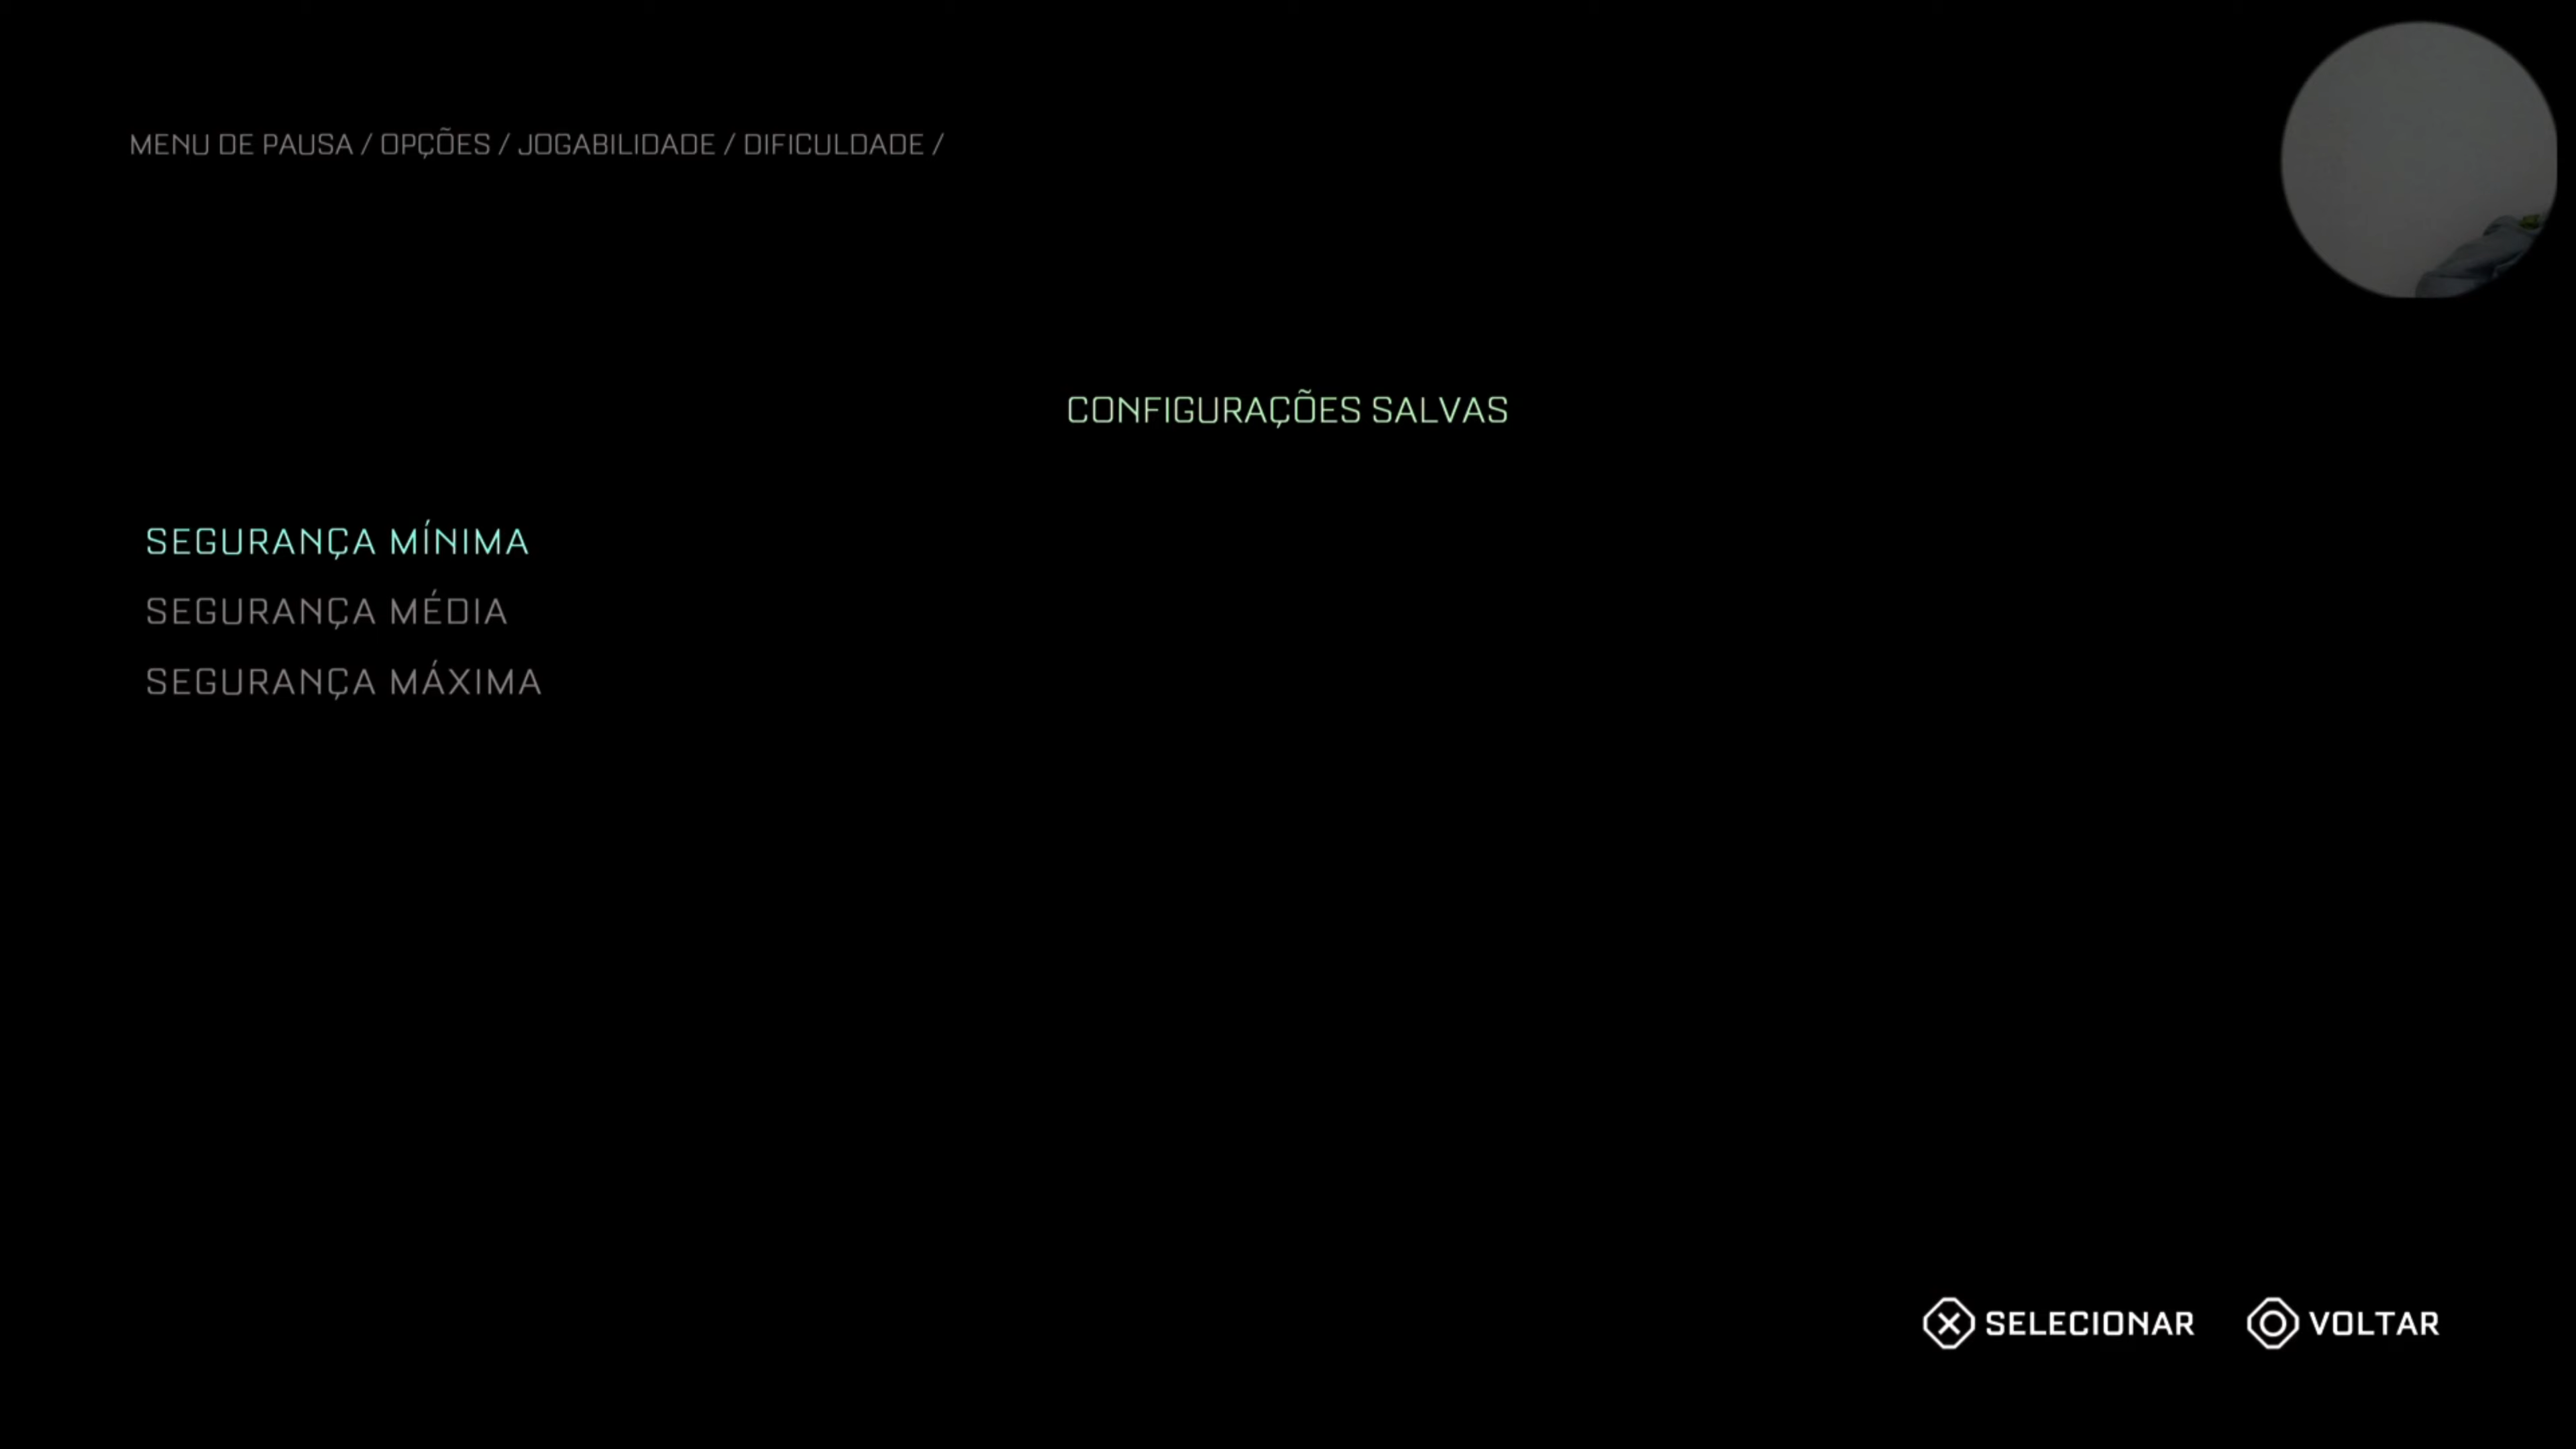 MENU DE PAUSA / OPÇÕES / JOGABILIDADE / DIFICULDADE /
CONFIGURAÇÕES SALVAS
SEGURANÇA MÍNIMA
SEGURANÇA MÉDIA
SEGURANÇA MÁXIMA
SELECIONAR VOLTAR